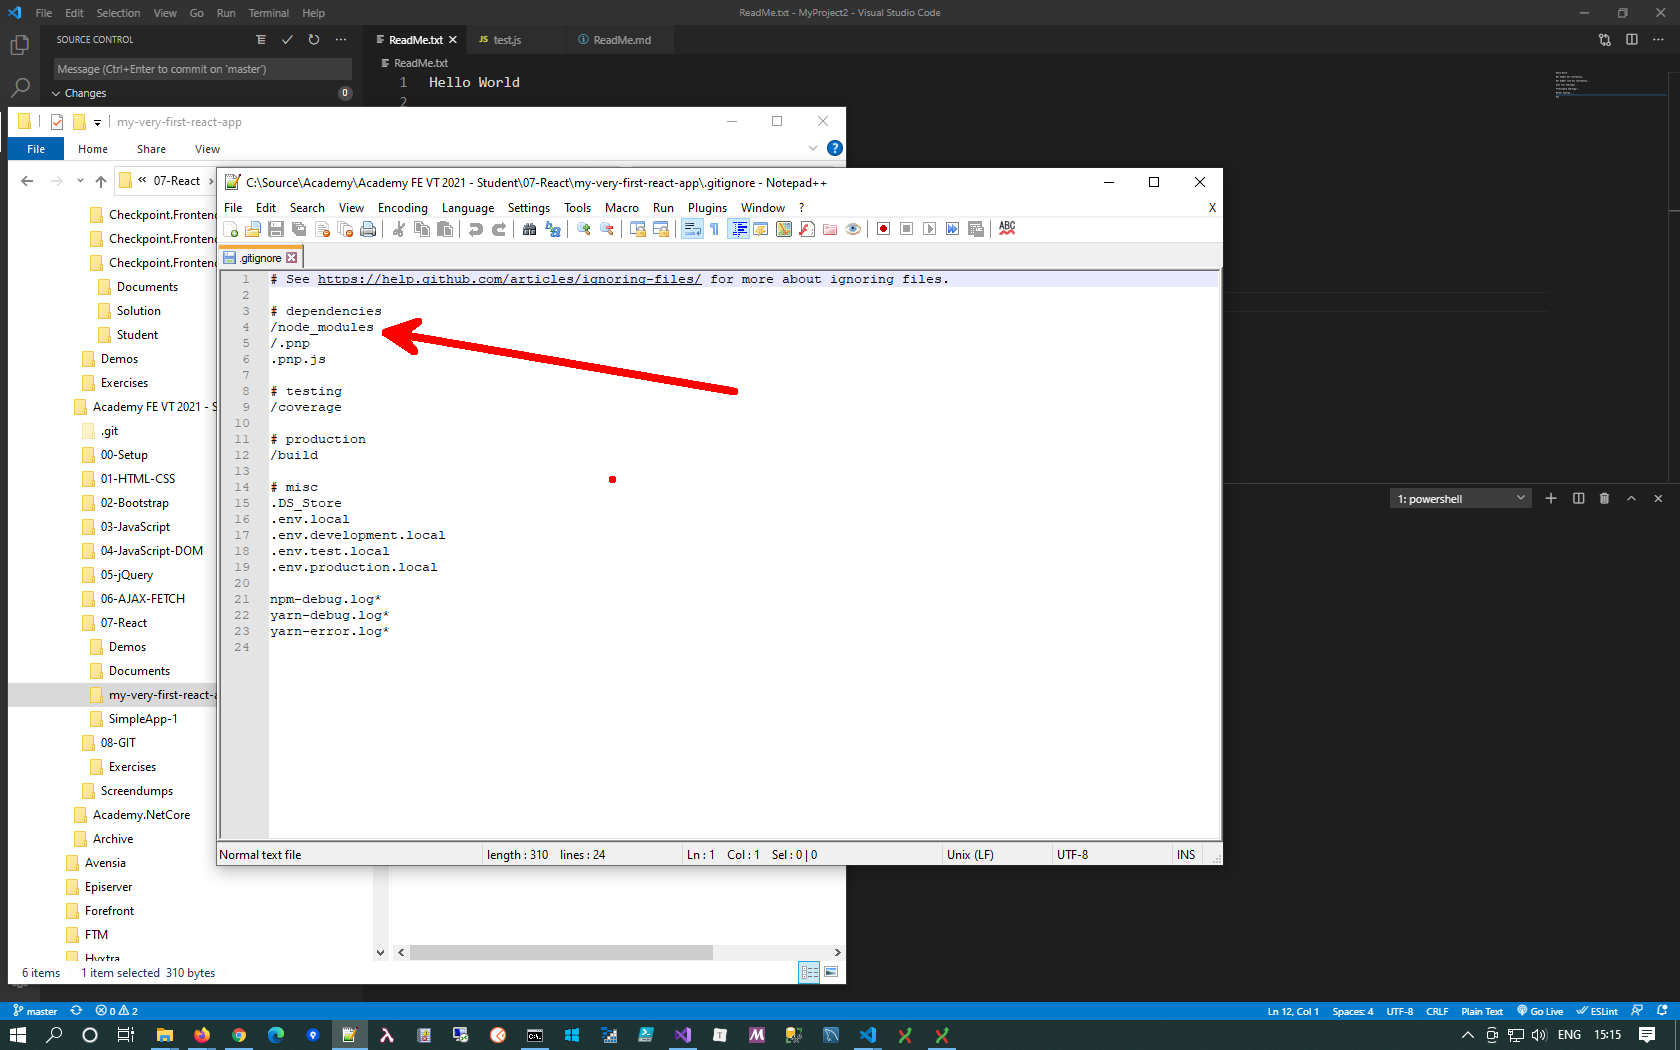 File Edit Selection View Go Run Terminal Help
ReadMe.txt - MyProject2 - Visual Studio Code
SOURCE CONTROL
ReadMe.txt
JS test.js
ReadMe.md
Message (Ctrl+Enter to commit on 'master')
ReadMe.txt
Changes
0
1 Hello World
2
my-very-first-react-app
File Home Share View
?
« 07-React ›
C:\Source\Academy\Academy FE VT 2021 - Student\07-React\my-very-first-react-app\.gitignore - Notepad++
File Edit Search View Encoding Language Settings Tools Macro Run Plugins Window ? X
ABC
.gitignore
1 # See https://help.github.com/articles/ignoring-files/ for more about ignoring files.
2
3 # dependencies
4 /node_modules
5 /.pnp
6 .pnp.js
7
8 # testing
9 /coverage
10
11 # production
12 /build
13
14 # misc
15 .DS_Store
16 .env.local
17 .env.development.local
18 .env.test.local
19 .env.production.local
20
21 npm-debug.log*
22 yarn-debug.log*
23 yarn-error.log*
24
Normal text file
length : 310 lines : 24
Ln : 1 Col : 1 Sel : 0 | 0
Unix (LF)
UTF-8
INS
Checkpoint.Frontend
Checkpoint.Frontend
Checkpoint.Frontend
Documents
Solution
Student
Demos
Exercises
Academy FE VT 2021 - S
.git
00-Setup
01-HTML-CSS
02-Bootstrap
03-JavaScript
04-JavaScript-DOM
05-jQuery
06-AJAX-FETCH
07-React
Demos
Documents
my-very-first-react-a
SimpleApp-1
08-GIT
Exercises
Screendumps
Academy.NetCore
Archive
Avensia
Episerver
Forefront
FTM
Hyxtra
6 items 1 item selected 310 bytes
1: powershell
master
0
2
Ln 12, Col 1 Spaces: 4 UTF-8 CRLF Plain Text Go Live ESLint
ENG 15:15